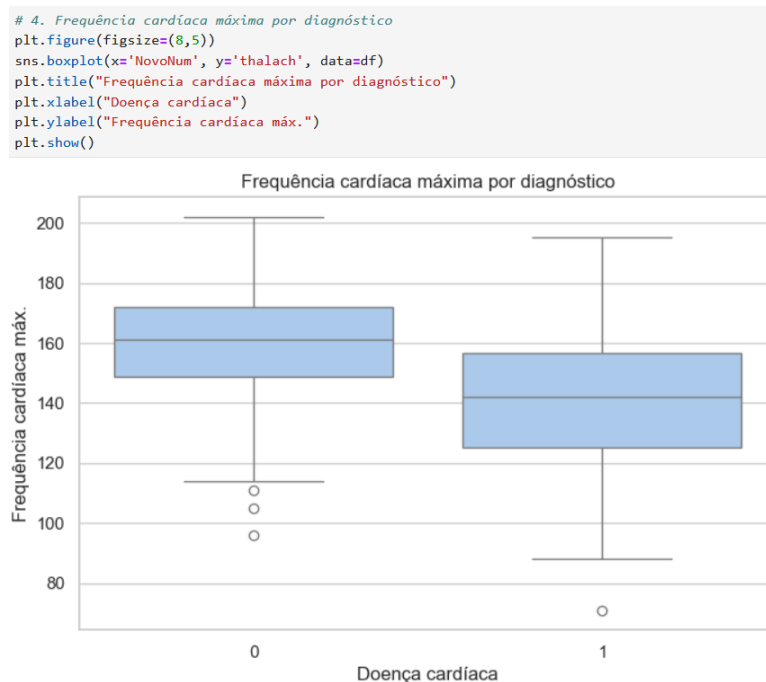 # 4. Frequência cardíaca máxima por diagnóstico
plt.figure(figsize=(8,5))
sns.boxplot(x='NovoNum', y='thalach', data=df)
plt.title("Frequência cardíaca máxima por diagnóstico")
plt.xlabel("Doença cardíaca")
plt.ylabel("Frequência cardíaca máx.")
plt.show()
Frequência cardíaca máxima por diagnóstico
Frequência cardíaca máx.
200
180
160
140
120
100
80
0 1
Doença cardíaca